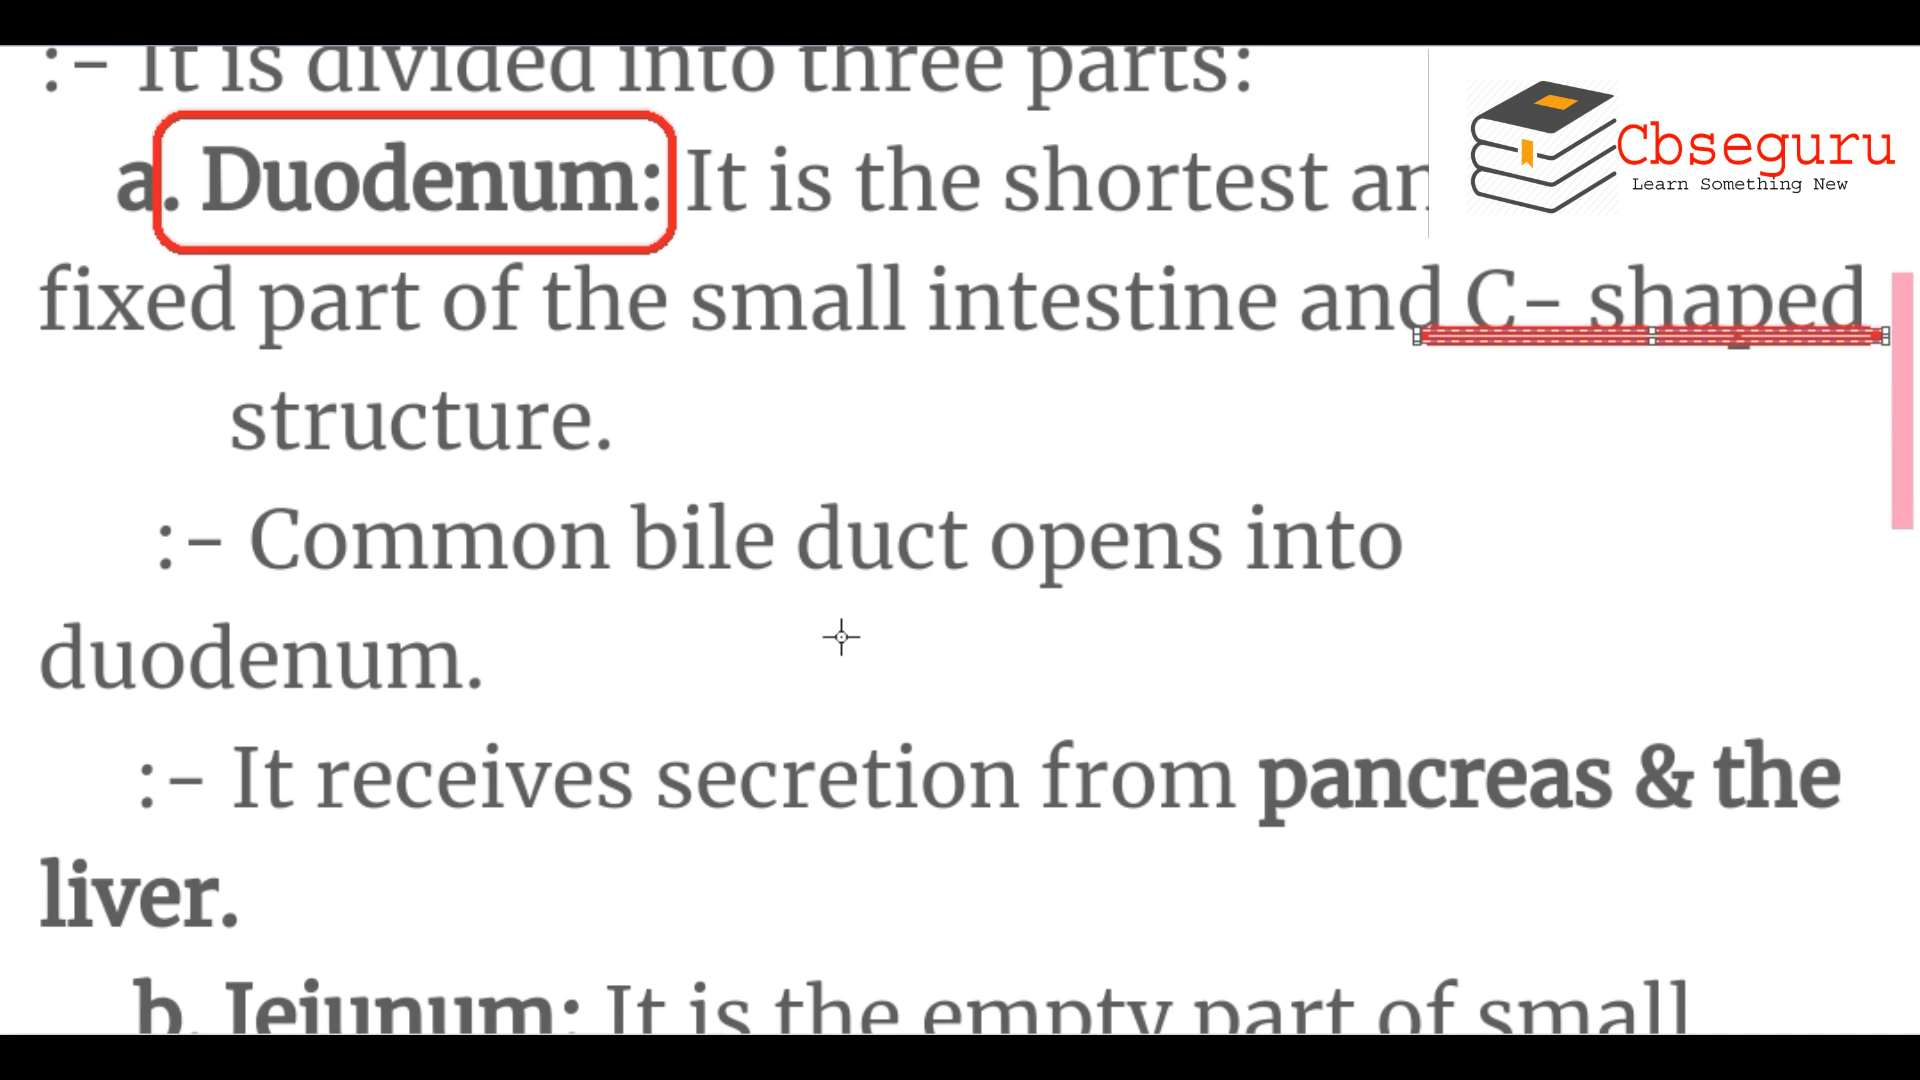 :- It is divided into three parts:
a. Duodenum: It is the shortest an
fixed part of the small intestine and C- shaped
structure.
:- Common bile duct opens into
duodenum.
:- It receives secretion from pancreas & the
liver.
b. Jejunum: It is the empty part of small
Cbseguru
Learn Something New